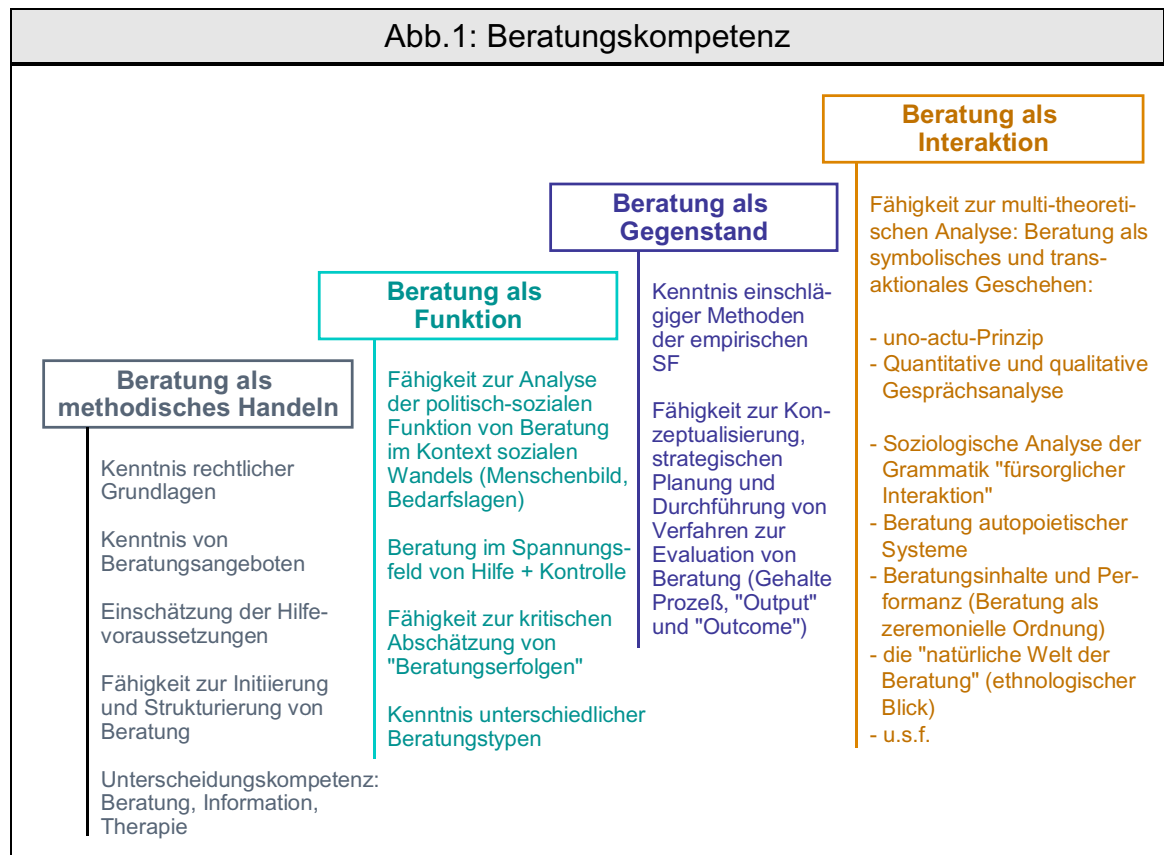 Abb.1: Beratungskompetenz
Beratung als
methodisches Handeln
Kenntnis rechtlicher
Grundlagen
Kenntnis von
Beratungsangeboten
Einschätzung der Hilfe-
voraussetzungen
Fähigkeit zur Initiierung
und Strukturierung von
Beratung
Unterscheidungskompetenz:
Beratung, Information,
Therapie
Beratung als
Funktion
Fähigkeit zur Analyse
der politisch-sozialen
Funktion von Beratung
im Kontext sozialen
Wandels (Menschenbild,
Bedarfslagen)
Beratung im Spannungs-
feld von Hilfe + Kontrolle
Fähigkeit zur kritischen
Abschätzung von
"Beratungserfolgen"
Kenntnis unterschiedlicher
Beratungstypen
Beratung als
Gegenstand
Kenntnis einschlä-
giger Methoden
der empirischen
SF
Fähigkeit zur Kon-
zeptualisierung,
strategischen
Planung und
Durchführung von
Verfahren zur
Evaluation von
Beratung (Gehalte
Prozeß, "Output"
und "Outcome")
Beratung als
Interaktion
Fähigkeit zur multi-theoreti-
schen Analyse: Beratung als
symbolisches und trans-
aktionales Geschehen:
- uno-actu-Prinzip
- Quantitative und qualitative
Gesprächsanalyse
- Soziologische Analyse der
Grammatik "fürsorglicher
Interaktion"
- Beratung autopoietischer
Systeme
- Beratungsinhalte und Per-
formanz (Beratung als
zeremonielle Ordnung)
- die "natürliche Welt der
Beratung" (ethnologischer
Blick)
- u.s.f.